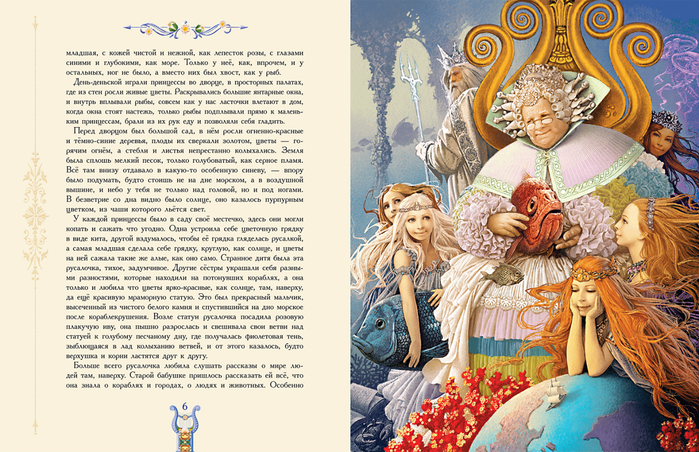 младшая, с кожей чистой и нежной, как лепесток розы, с глазами
синими и глубокими, как море. Только у неё, как, впрочем, и у
остальных, ног не было, а вместо них был хвост, как у рыб.
День-деньской играли принцессы во дворце, в просторных палатах,
где из стен росли живые цветы. Раскрывались большие янтарные окна,
и внутрь вплывали рыбы, совсем как у нас ласточки влетают в дом,
когда окна стоят настежь, только рыбы подплывали прямо к малень-
ким принцессам, брали из их рук еду и позволяли себя гладить.
Перед дворцом был большой сад, в нём росли огненно-красные
и тёмно-синие деревья, плоды их сверкали золотом, цветы — го-
рячим огнём, а стебли и листья непрестанно колыхались. Земля
была сплошь мелкий песок, только голубоватый, как серное пламя.
Всё там внизу отдавало в какую-то особенную синеву, — впору
было подумать, будто стоишь не на дне морском, а в воздушной
вышине, и небо у тебя не только над головой, но и под ногами.
В безветрие со дна видно было солнце, оно казалось пурпурным
цветком, из чаши которого льётся свет.
У каждой принцессы было в саду своё местечко, здесь они могли
копать и сажать что угодно. Одна устроила себе цветочную грядку
в виде кита, другой вздумалось, чтобы её грядка гляделась русалкой,
а самая младшая сделала себе грядку, круглую, как солнце, и цветы
на ней сажала такие же алые, как оно само. Странное дитя была эта
русалочка, тихое, задумчивое. Другие сёстры украшали себя разны-
ми разностями, которые находили на потонувших кораблях, а она
только и любила что цветы ярко-красные, как солнце, там, наверху,
да ещё красивую мраморную статую. Это был прекрасный мальчик,
высеченный из чистого белого камня и спустившийся на дно морское
после кораблекрушения. Возле статуи русалочка посадила розовую
плакучую иву, она пышно разрослась и свешивала свои ветви над
статуей к голубому песчаному дну, где получалась фиолетовая тень,
зыблющаяся в лад колыханию ветвей, и от этого казалось, будто
верхушка и корни ластятся друг к другу.
Больше всего русалочка любила слушать рассказы о мире лю-
дей там, наверху. Старой бабушке пришлось рассказать ей всё, что
она знала о кораблях и городах, о людях и животных. Особенно
6